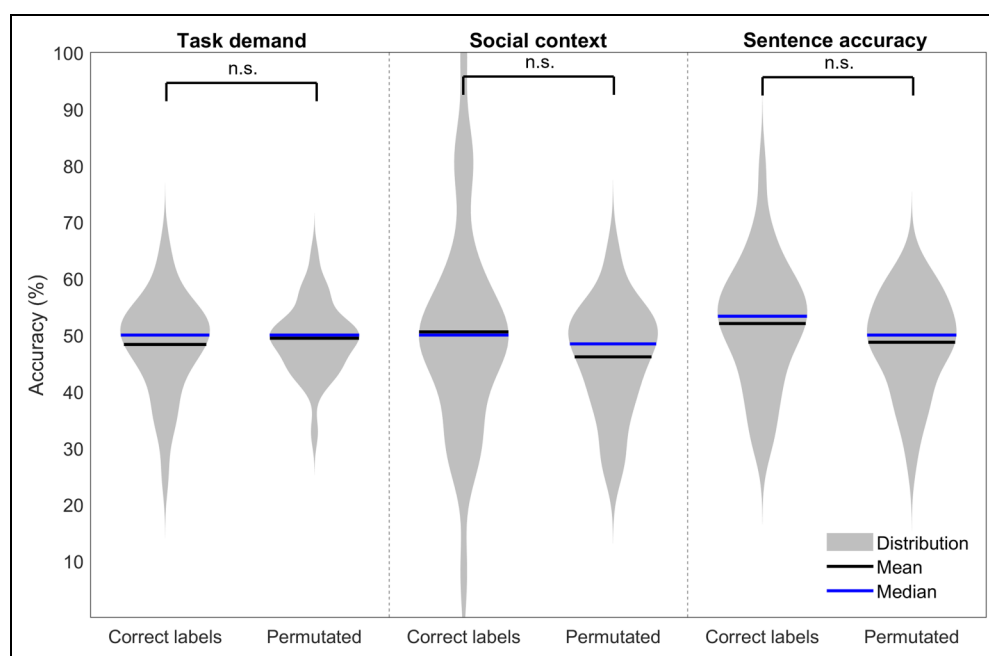 Task demand
Social context
Sentence accuracy
n.s.
n.s.
n.s.
Accuracy (%)
100
90
80
70
60
50
40
30
20
10
Distribution
Mean
Median
Correct labels
Permutated
Correct labels
Permutated
Correct labels
Permutated